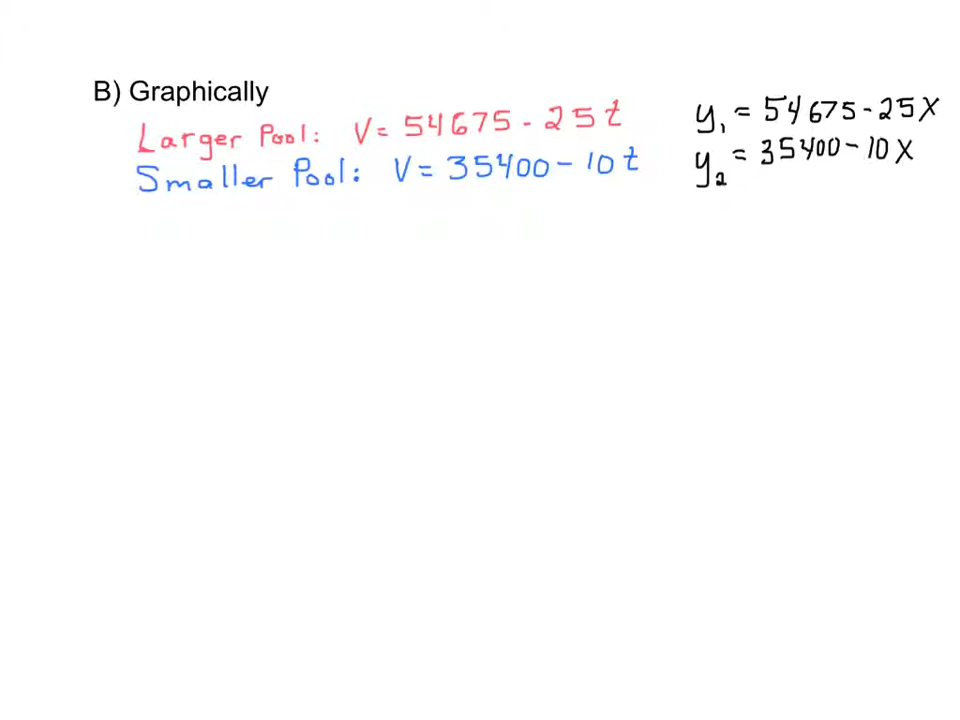 B) Graphically
Larger Pool: V = 54675 - 25t
y₁ = 54675 - 25x
Smaller Pool: V = 35400 - 10t
y₂ = 35400 - 10x